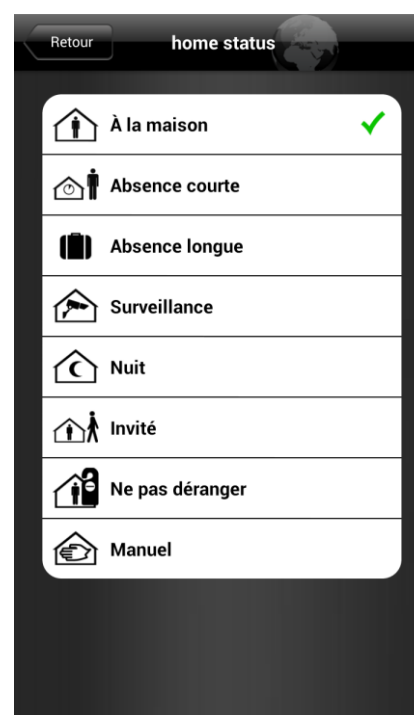 Retour
home status
À la maison
Absence courte
Absence longue
Surveillance
Nuit
Invité
Ne pas déranger
Manuel